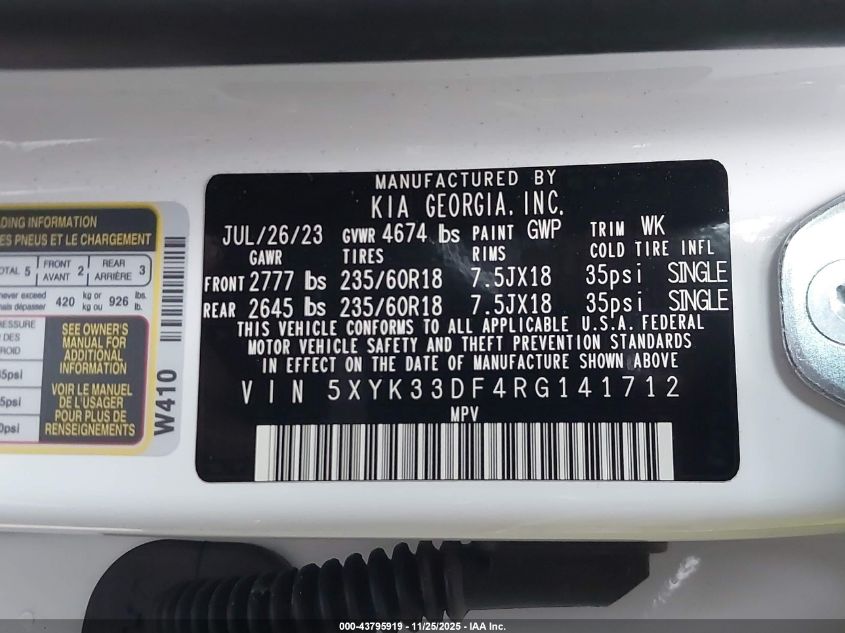 MANUFACTURED BY
KIA GEORGIA, INC.
JUL/26/23 GVWR 4674 lbs PAINT GWP TRIM WK
GAWR TIRES RIMS COLD TIRE INFL
FRONT 2777 lbs 235/60R18 7.5JX18 35psi SINGLE
REAR 2645 lbs 235/60R18 7.5JX18 35psi SINGLE
THIS VEHICLE CONFORMS TO ALL APPLICABLE U.S.A. FEDERAL
MOTOR VEHICLE SAFETY AND THEFT PREVENTION STANDARDS
IN EFFECT ON THE DATE OF MANUFACTURE SHOWN ABOVE
VIN 5XYK33DF4RG141712
MPV
INFORMATION
PNEUS ET LE CHARGEMENT
5 FRONT AVANT 2 REAR ARRIÈRE 3
exceed
dépasser
420 kg or kg ou 926 lbs. lb.
SEE OWNER'S
MANUAL FOR
ADDITIONAL
INFORMATION
VOIR LE MANUEL
DE L'USAGER
POUR PLUS DE
RENSEIGNEMENTS
W410
000-43795919 - 11/25/2025 - IAA Inc.